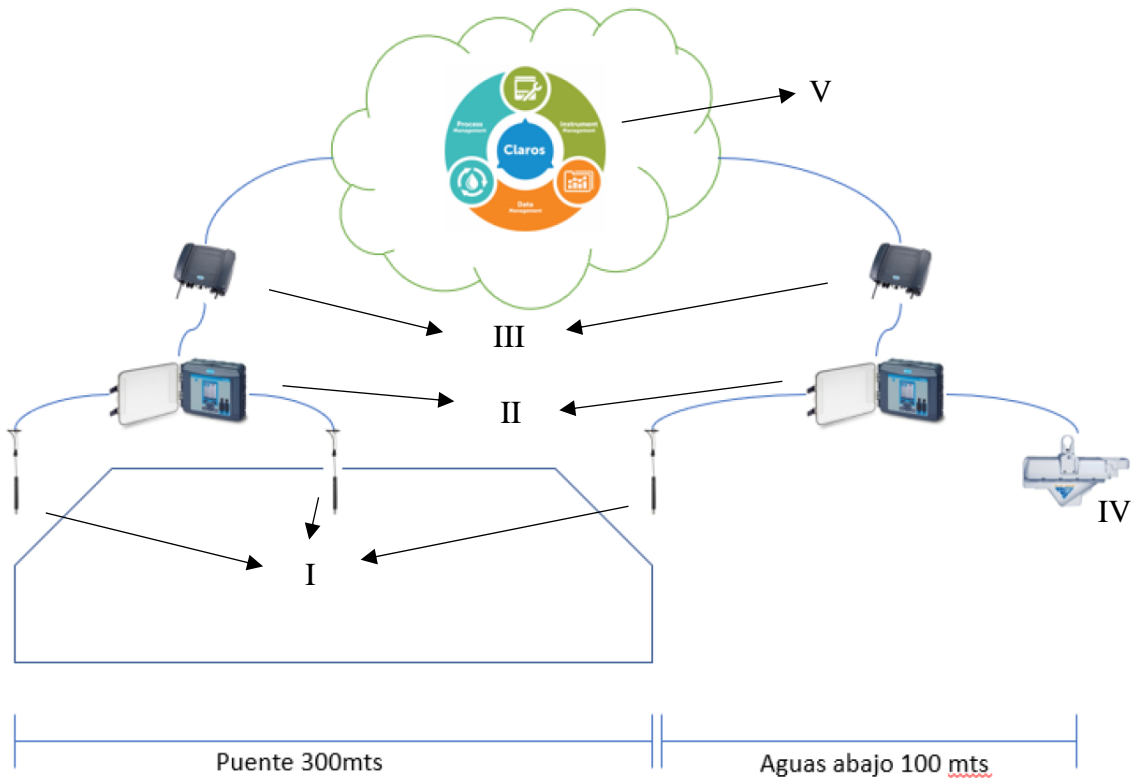 V
Process
Management
Instrument
Management
Claros
Data
Management
III
II
IV
I
Puente 300mts
Aguas abajo 100 mts